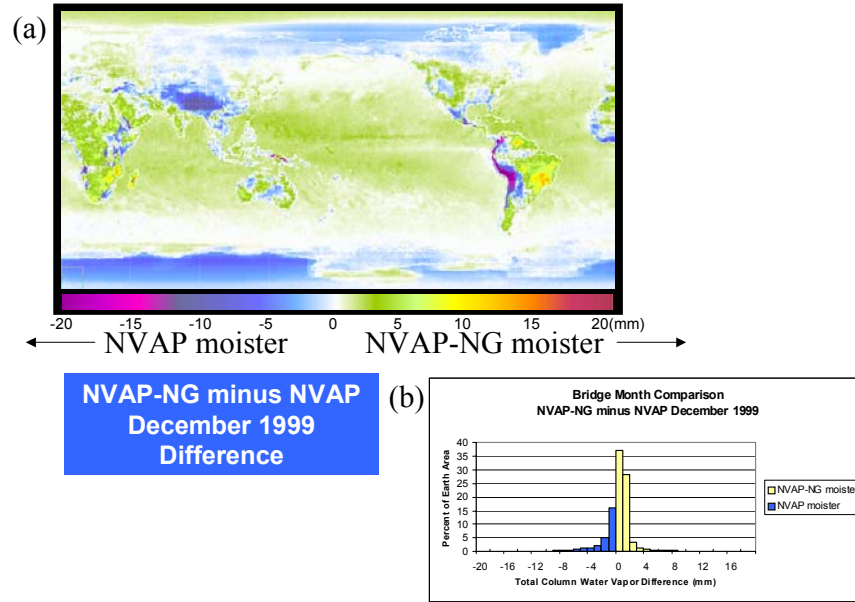 (a)
-20 -15 -10 -5 0 5 10 15 20(mm)
NVAP moister NVAP-NG moister
NVAP-NG minus NVAP
December 1999
Difference
(b)
Bridge Month Comparison
NVAP-NG minus NVAP December 1999
Percent of Earth Area
40
35
30
25
20
15
10
5
0
-20 -16 -12 -8 -4 0 4 8 12 16
Total Column Water Vapor Difference (mm)
NVAP-NG moiste
NVAP moister